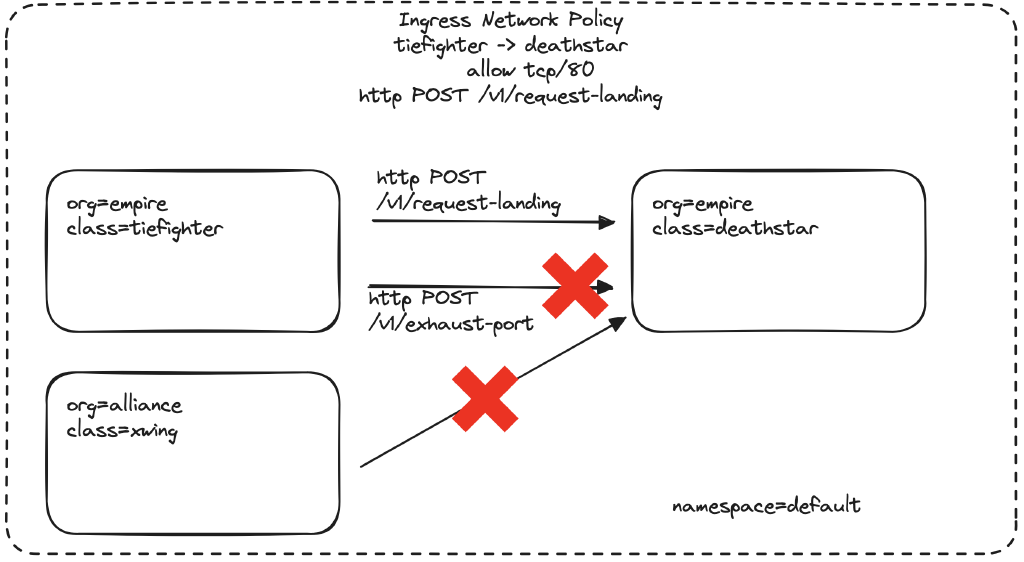 Ingress Network Policy
tiefighter -> deathstar
allow tcp/80
http POST /v1/request-landing
org=empire
class=tiefighter
http POST
/v1/request-landing
org=empire
class=deathstar
http POST
/v1/exhaust-port
org=alliance
class=xwing
namespace=default